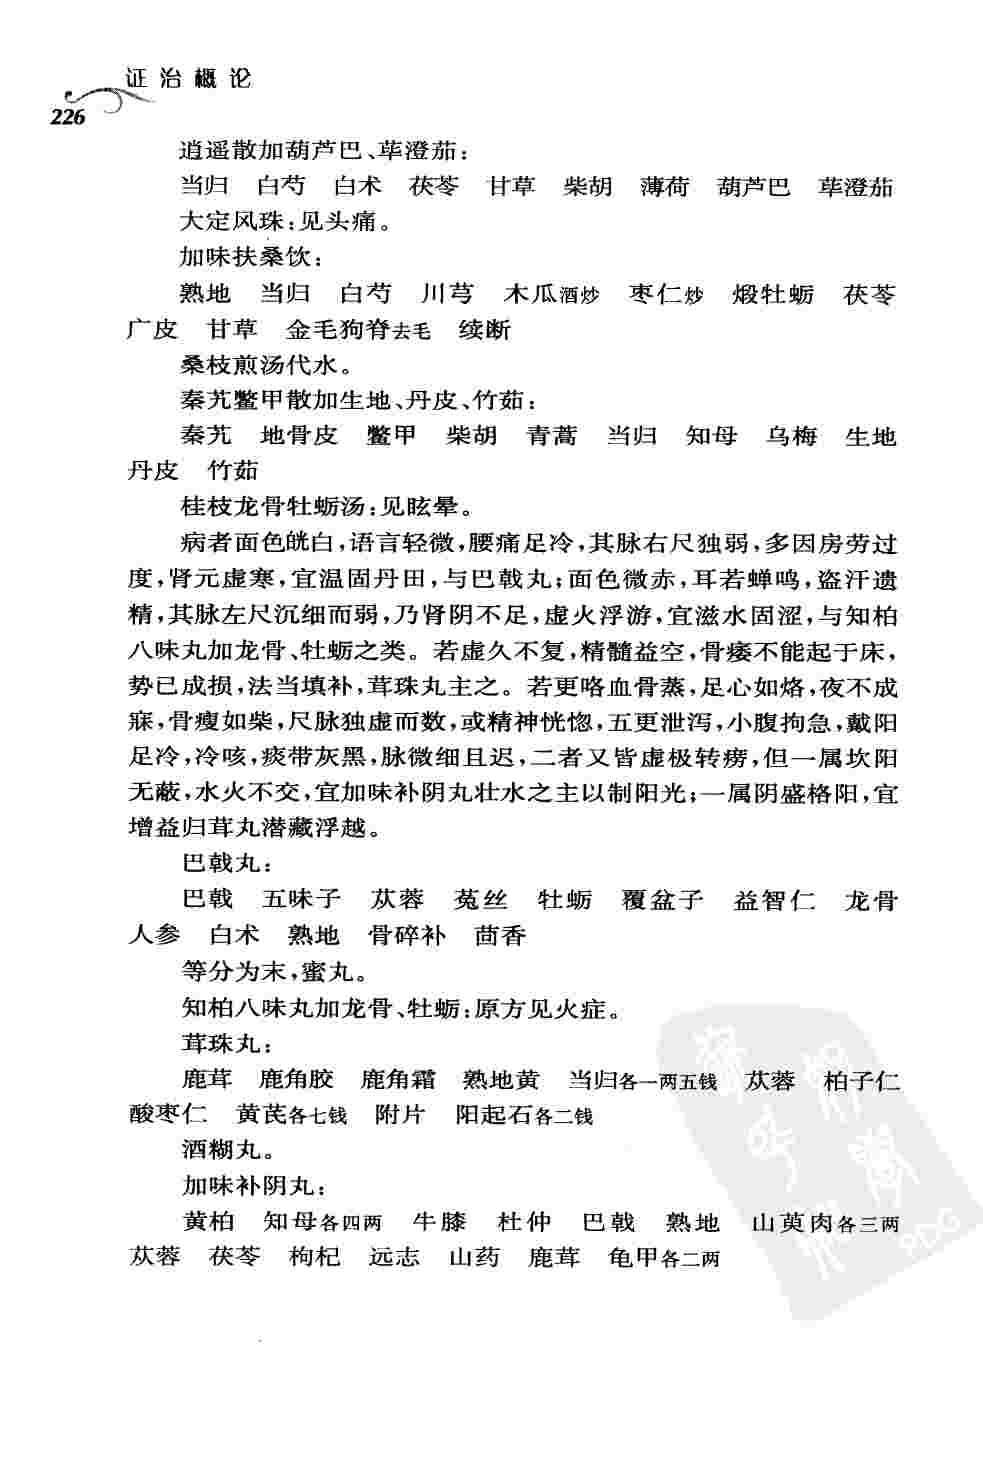 证治概论
226
逍遥散加葫芦巴、荜澄茄：
当归　白芍　白术　茯苓　甘草　柴胡　薄荷　葫芦巴　荜澄茄
大定风珠：见头痛。
加味扶桑饮：
熟地　当归　白芍　川芎　木瓜酒炒　枣仁炒　煅牡蛎　茯苓
广皮　甘草　金毛狗脊去毛　续断
桑枝煎汤代水。
秦艽鳖甲散加生地、丹皮、竹茹：
秦艽　地骨皮　鳖甲　柴胡　青蒿　当归　知母　乌梅　生地
丹皮　竹茹
桂枝龙骨牡蛎汤：见眩晕。
病者面色㿠白，语言轻微，腰痛足冷，其脉右尺独弱，多因房劳过
度，肾元虚寒，宜温固丹田，与巴戟丸；面色微赤，耳若蝉鸣，盗汗遗
精，其脉左尺沉细而弱，乃肾阴不足，虚火浮游，宜滋水固涩，与知柏
八味丸加龙骨、牡蛎之类。若虚久不复，精髓益空，骨痿不能起于床，
势已成损，法当填补，茸珠丸主之。若更咯血骨蒸，足心如烙，夜不成
寐，骨瘦如柴，尺脉独虚而数，或精神恍惚，五更泄泻，小腹拘急，戴阳
足冷，冷咳，痰带灰黑，脉微细且迟，二者又皆虚极转痨，但一属坎阳
无蔽，水火不交，宜加味补阴丸壮水之主以制阳光；一属阴盛格阳，宜
增益归茸丸潜藏浮越。
巴戟丸：
巴戟　五味子　苁蓉　菟丝　牡蛎　覆盆子　益智仁　龙骨
人参　白术　熟地　骨碎补　茴香
等分为末，蜜丸。
知柏八味丸加龙骨、牡蛎：原方见火症。
茸珠丸：
鹿茸　鹿角胶　鹿角霜　熟地黄　当归各一两五钱　苁蓉　柏子仁
酸枣仁　黄芪各七钱　附片　阳起石各二钱
酒糊丸。
加味补阴丸：
黄柏　知母各四两　牛膝　杜仲　巴戟　熟地　山萸肉各三两
苁蓉　茯苓　枸杞　远志　山药　鹿茸　龟甲各二两
PDG